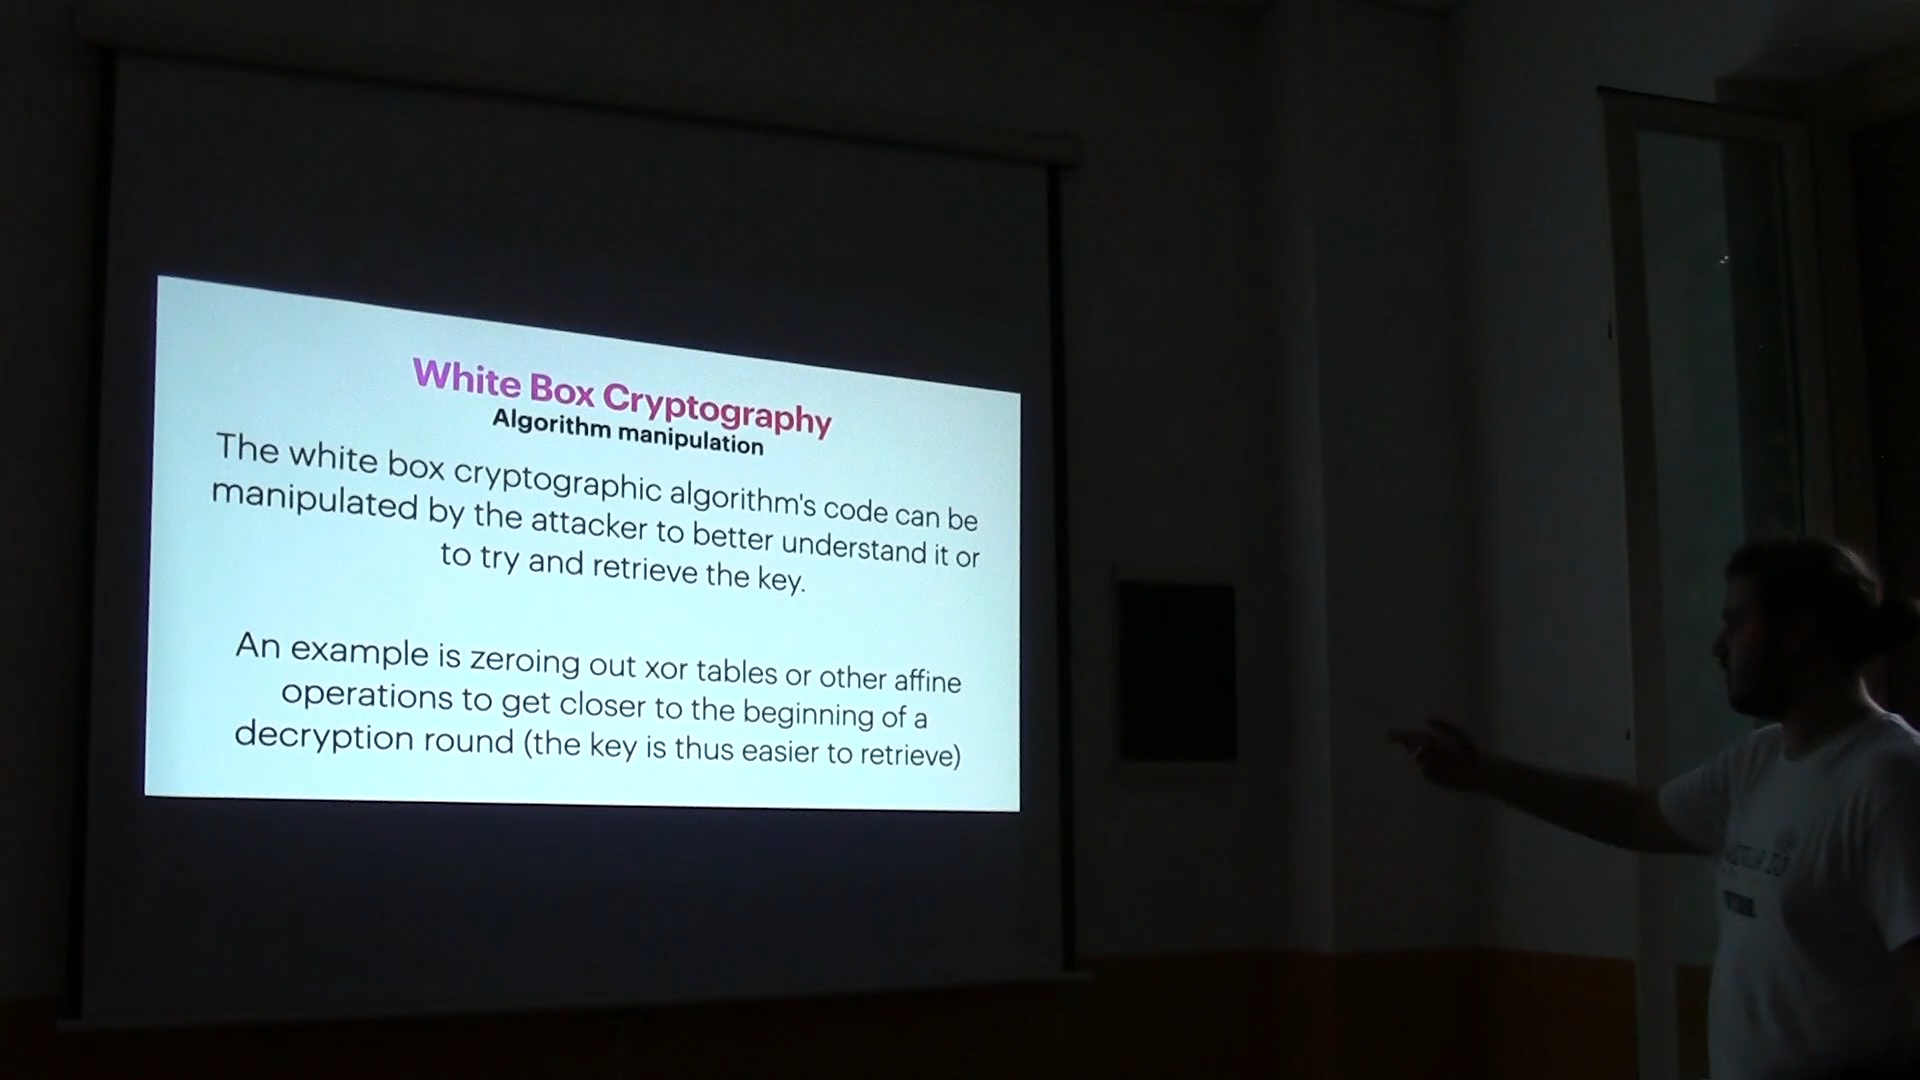 White Box Cryptography
Algorithm manipulation
The white box cryptographic algorithm's code can be
manipulated by the attacker to better understand it or
to try and retrieve the key.
An example is zeroing out xor tables or other affine
operations to get closer to the beginning of a
decryption round (the key is thus easier to retrieve)